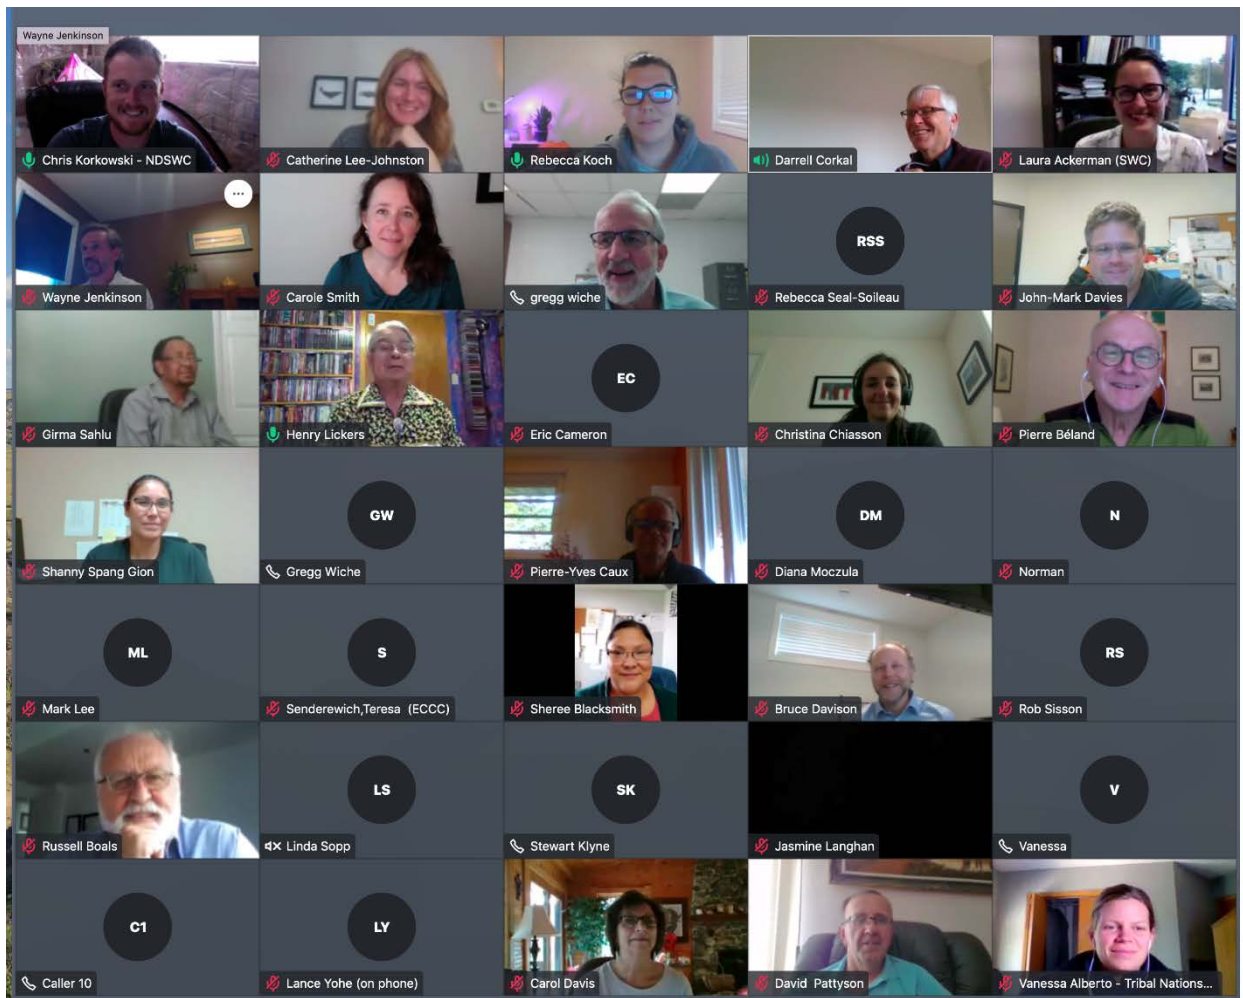 Wayne Jenkinson
Chris Korkowski - NDSWC
Catherine Lee-Johnston
Rebecca Koch
Darrell Corkal
Laura Ackerman (SWC)
Wayne Jenkinson
Carole Smith
gregg wiche
RSS
Rebecca Seal-Soileau
John-Mark Davies
Girma Sahlu
Henry Lickers
EC
Eric Cameron
Christina Chiasson
Pierre Béland
Shanny Spang Gion
GW
Gregg Wiche
Pierre-Yves Caux
DM
Diana Moczula
N
Norman
ML
Mark Lee
S
Senderewich,Teresa (ECCC)
Sheree Blacksmith
Bruce Davison
RS
Rob Sisson
Russell Boals
LS
Linda Sopp
SK
Stewart Klyne
Jasmine Langhan
V
Vanessa
C1
Caller 10
LY
Lance Yohe (on phone)
Carol Davis
David Pattyson
Vanessa Alberto - Tribal Nations...